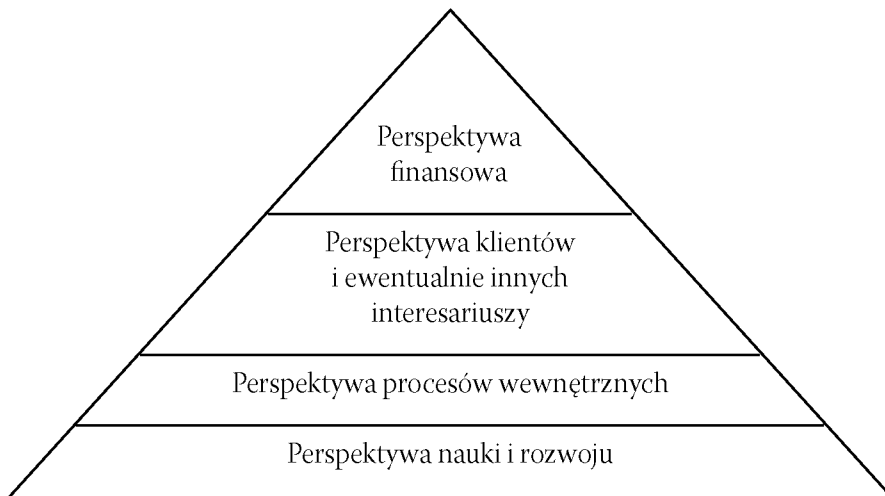 Perspektywa
finansowa
Perspektywa klientów
i ewentualnie innych
interesariuszy
Perspektywa procesów wewnętrznych
Perspektywa nauki i rozwoju